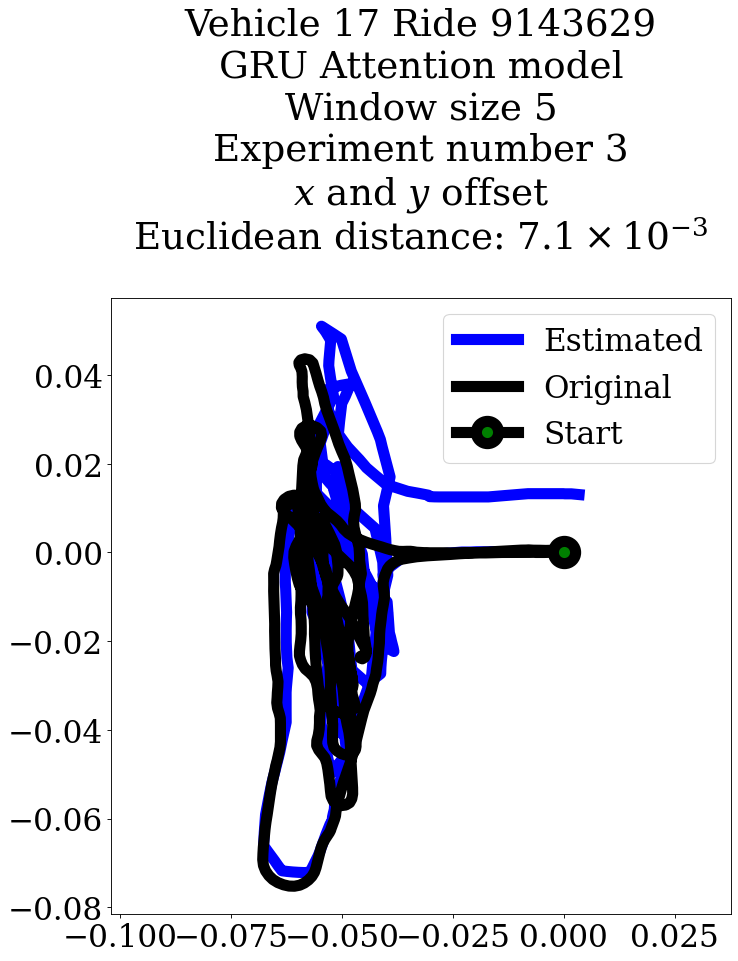 Vehicle 17 Ride 9143629
GRU Attention model
Window size 5
Experiment number 3
x and y offset
Euclidean distance: 7.1 × 10⁻³
Estimated
Original
Start
0.04
0.02
0.00
−0.02
−0.04
−0.06
−0.08
−0.100 −0.075 −0.050 −0.025 0.000 0.025